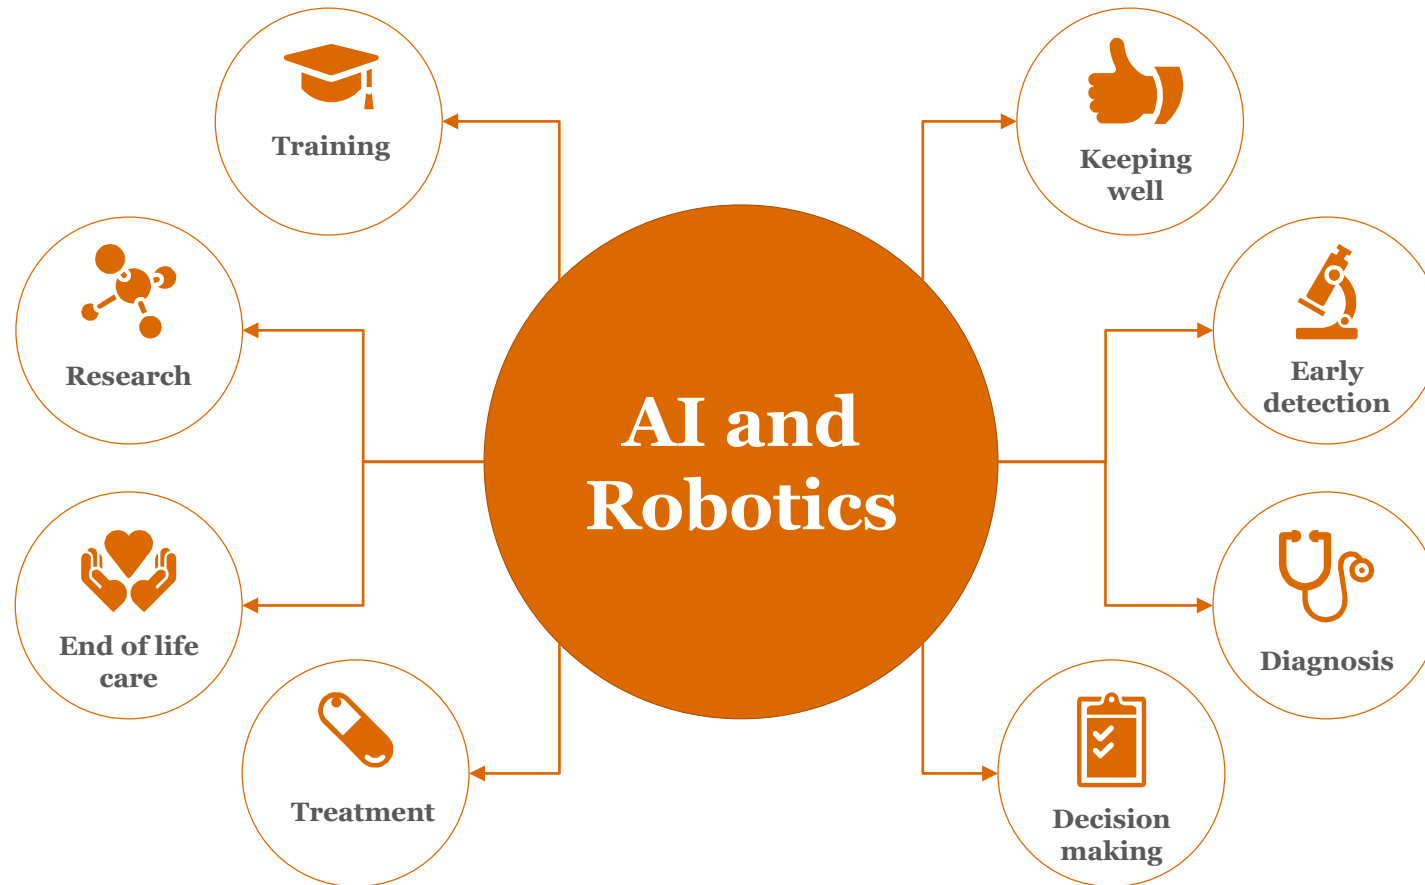 Training
Keeping
well
Research
Early
detection
AI and
Robotics
End of life
care
Diagnosis
Treatment
Decision
making